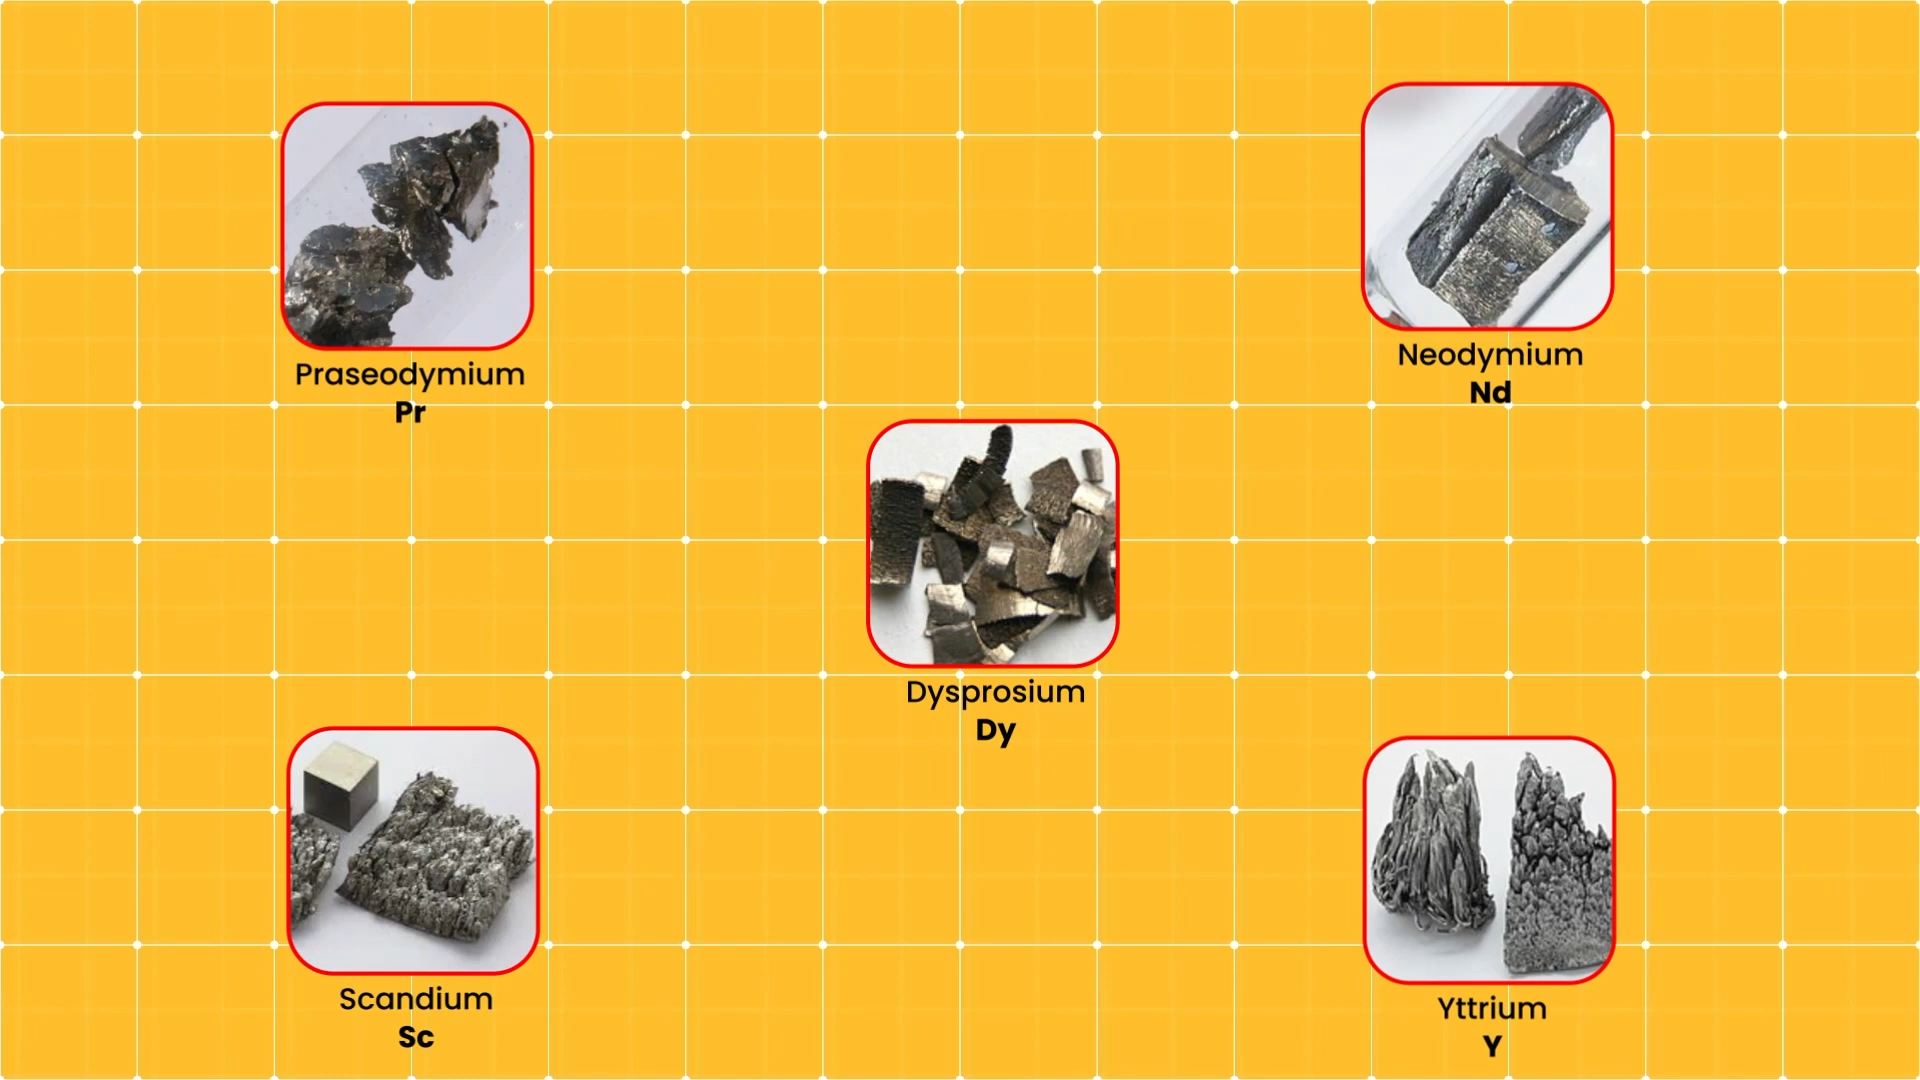 Praseodymium
Pr
Neodymium
Nd
Dysprosium
Dy
Scandium
Sc
Yttrium
Y